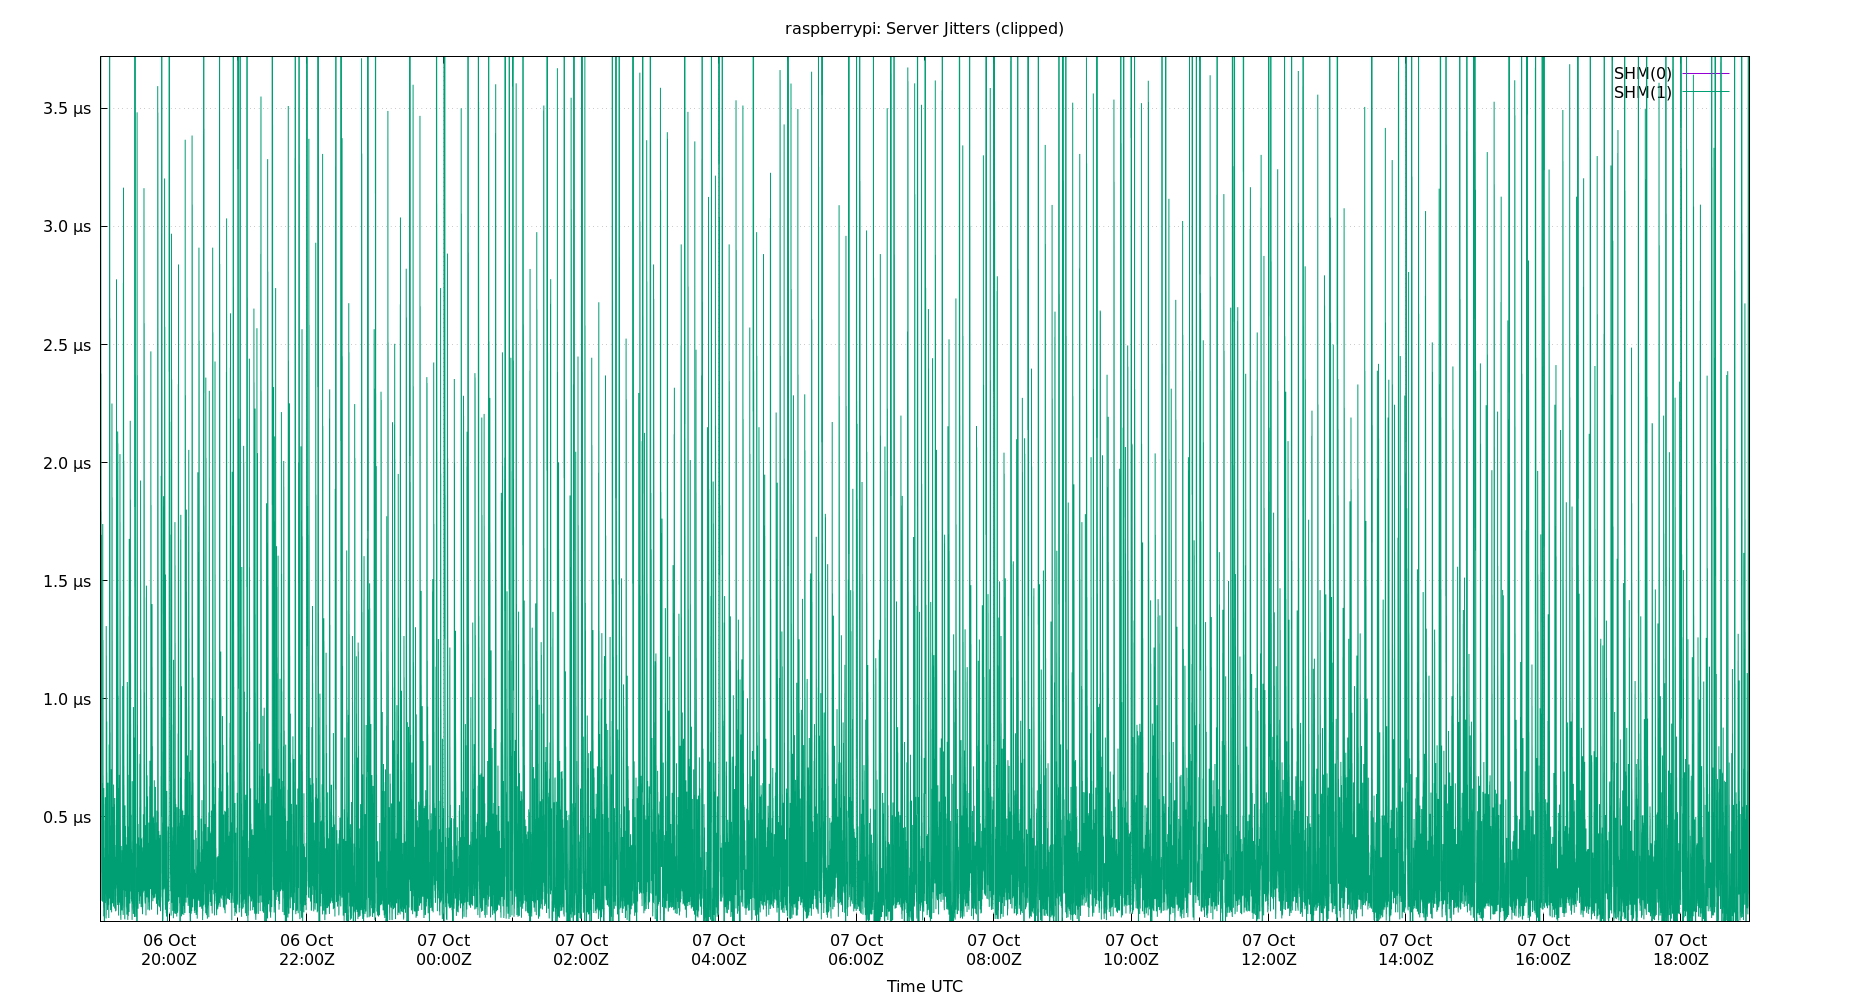 raspberrypi: Server Jitters (clipped)
SHM(0)
SHM(1)
3.5 µs
3.0 µs
2.5 µs
2.0 µs
1.5 µs
1.0 µs
0.5 µs
06 Oct 06 Oct 07 Oct 07 Oct 07 Oct 07 Oct 07 Oct 07 Oct 07 Oct 07 Oct 07 Oct 07 Oct
20:00Z 22:00Z 00:00Z 02:00Z 04:00Z 06:00Z 08:00Z 10:00Z 12:00Z 14:00Z 16:00Z 18:00Z
Time UTC